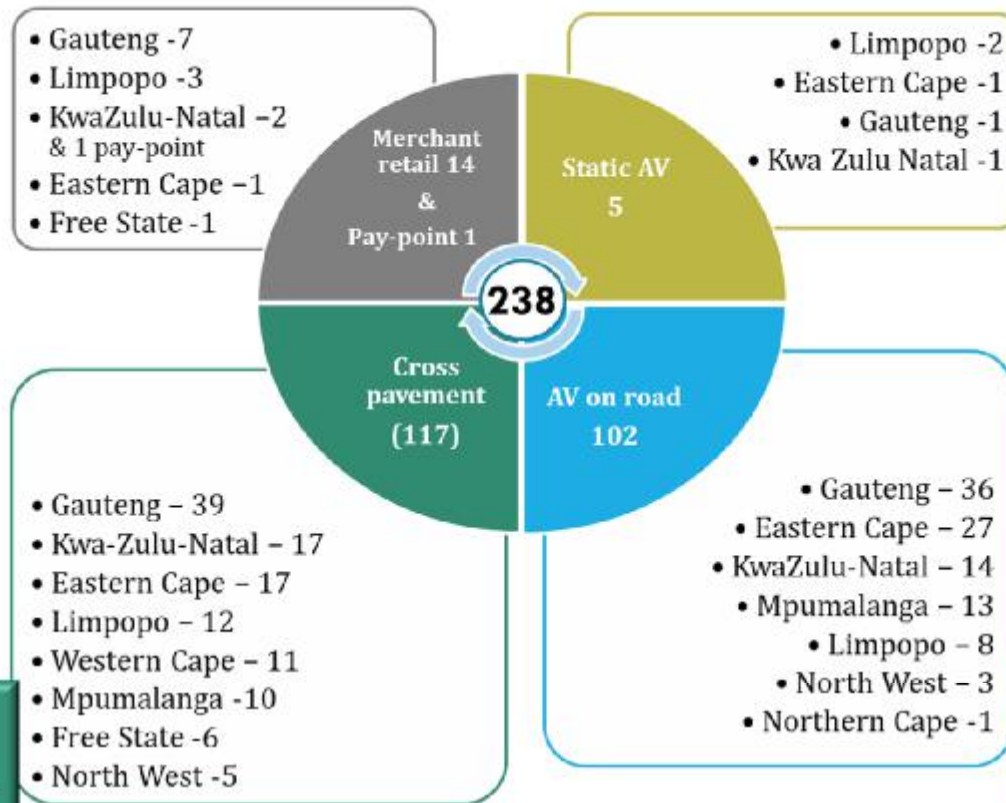 • Gauteng -7
• Limpopo -3
• KwaZulu-Natal –2
& 1 pay-point
• Eastern Cape –1
• Free State -1
• Limpopo -2
• Eastern Cape -1
• Gauteng -1
• Kwa Zulu Natal -1
Merchant
retail 14
&
Pay-point 1
Static AV
5
238
Cross
pavement
(117)
AV on road
102
• Gauteng – 39
• Kwa-Zulu-Natal – 17
• Eastern Cape – 17
• Limpopo – 12
• Western Cape – 11
• Mpumalanga -10
• Free State -6
• North West -5
• Gauteng – 36
• Eastern Cape – 27
• KwaZulu-Natal – 14
• Mpumalanga – 13
• Limpopo – 8
• North West – 3
• Northern Cape -1